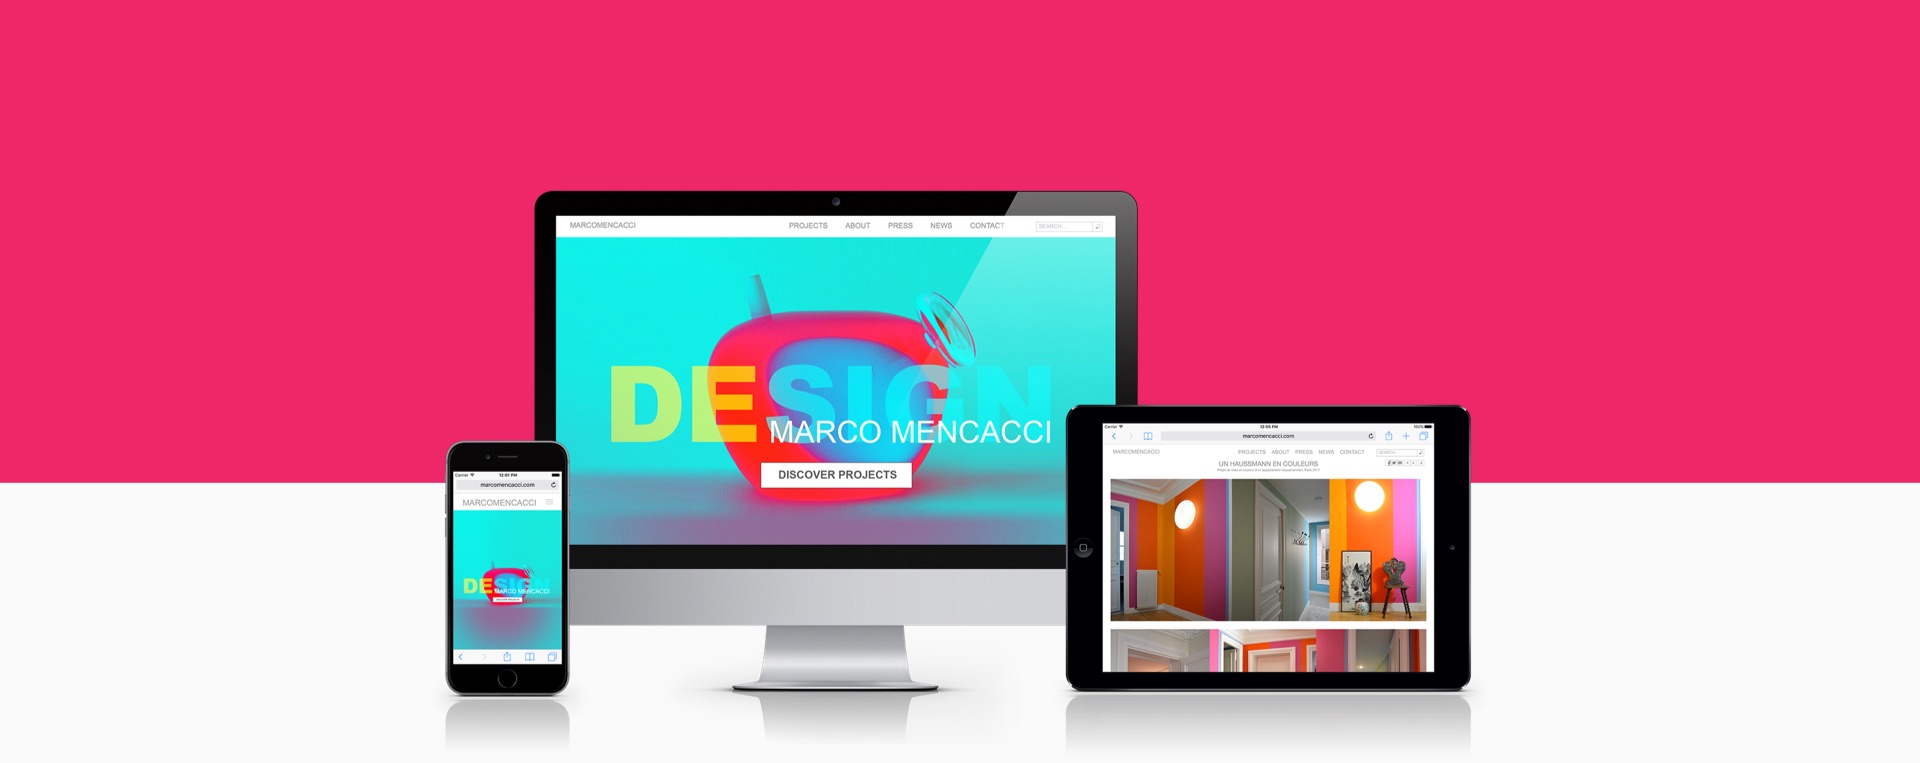 MARCOMENCACCI
PROJECTS ABOUT PRESS NEWS CONTACT
SEARCH...
DESIGN
MARCO MENCACCI
DISCOVER PROJECTS
Carrier 12:01 PM
marcomencacci.com
MARCOMENCACCI
DESIGN
MARCO MENCACCI
DISCOVER PROJECTS
Carrier 12:05 PM 100%
marcomencacci.com
MARCOMENCACCI
PROJECTS ABOUT PRESS NEWS CONTACT
SEARCH...
UN HAUSSMANN EN COULEURS